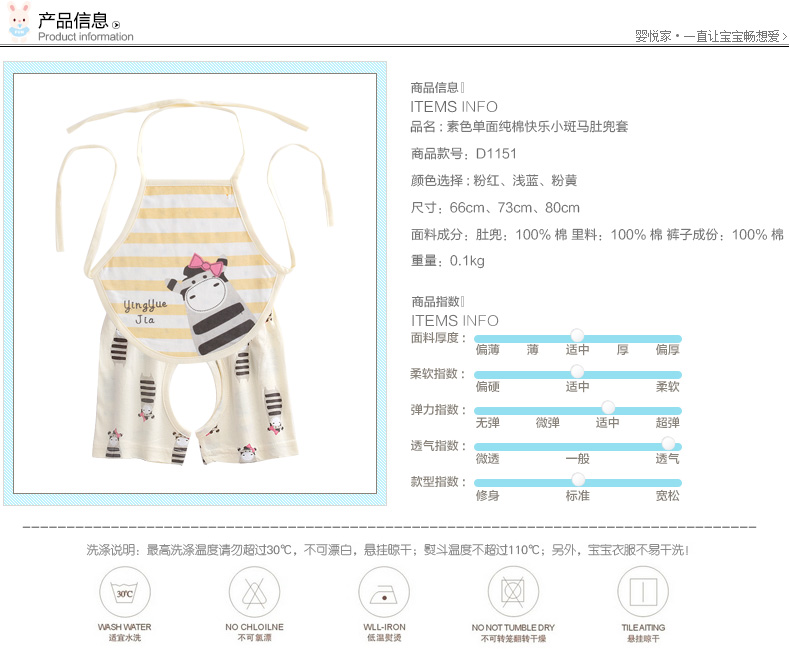 产品信息
Product information
婴悦家·一直让宝宝畅想爱>
商品信息
ITEMS INFO
品名：素色单面纯棉快乐小斑马肚兜套
商品款号：D1151
颜色选择：粉红、浅蓝、粉黄
尺寸：66cm、73cm、80cm
面料成分：肚兜：100% 棉 里料：100% 棉 裤子成份：100% 棉
重量：0.1kg
商品指数
ITEMS INFO
面料厚度：
偏薄 薄 适中 厚 偏厚
柔软指数：
偏硬 适中 柔软
弹力指数：
无弹 微弹 适中 超弹
透气指数：
微透 一般 透气
款型指数：
修身 标准 宽松
YingYue
Jia
洗涤说明：最高洗涤温度请勿超过30℃，不可漂白，悬挂晾干；熨斗温度不超过110℃；另外，宝宝衣服不易干洗！
30℃
WASH WATER NO CHLOILNE WLL-IRON NO NOT TUMBLE DRY TILEAITING
适宜水洗 不可氯漂 低温熨烫 不可转笼翻转干燥 悬挂晾干